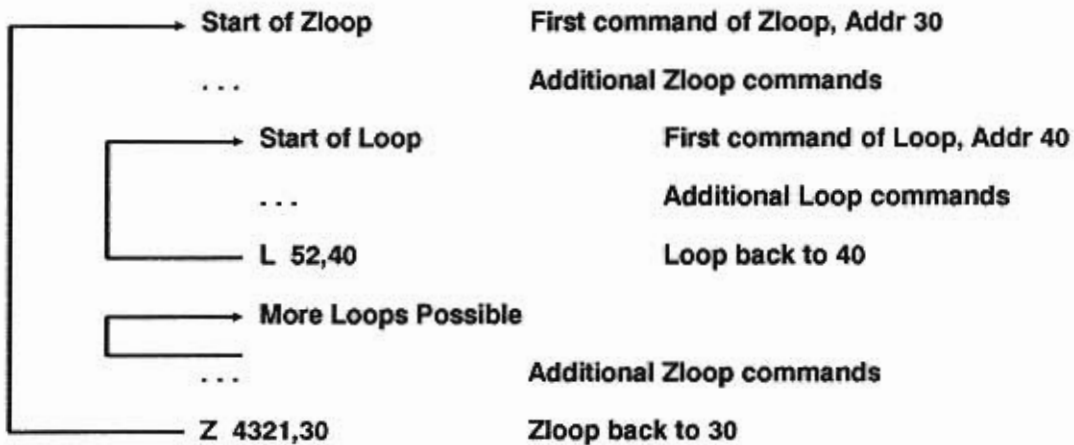 Start of Zloop First command of Zloop, Addr 30
. . . Additional Zloop commands
Start of Loop First command of Loop, Addr 40
. . . Additional Loop commands
L 52,40 Loop back to 40
More Loops Possible
. . . Additional Zloop commands
Z 4321,30 Zloop back to 30